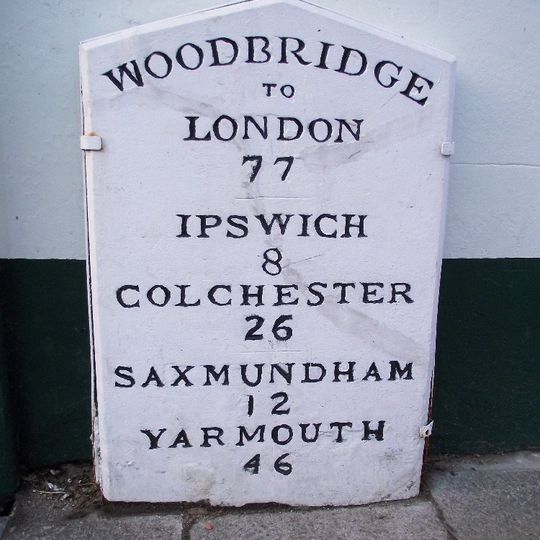 WOODBRIDGE
TO
LONDON
77
IPSWICH
8
COLCHESTER
26
SAXMUNDHAM
12
YARMOUTH
46